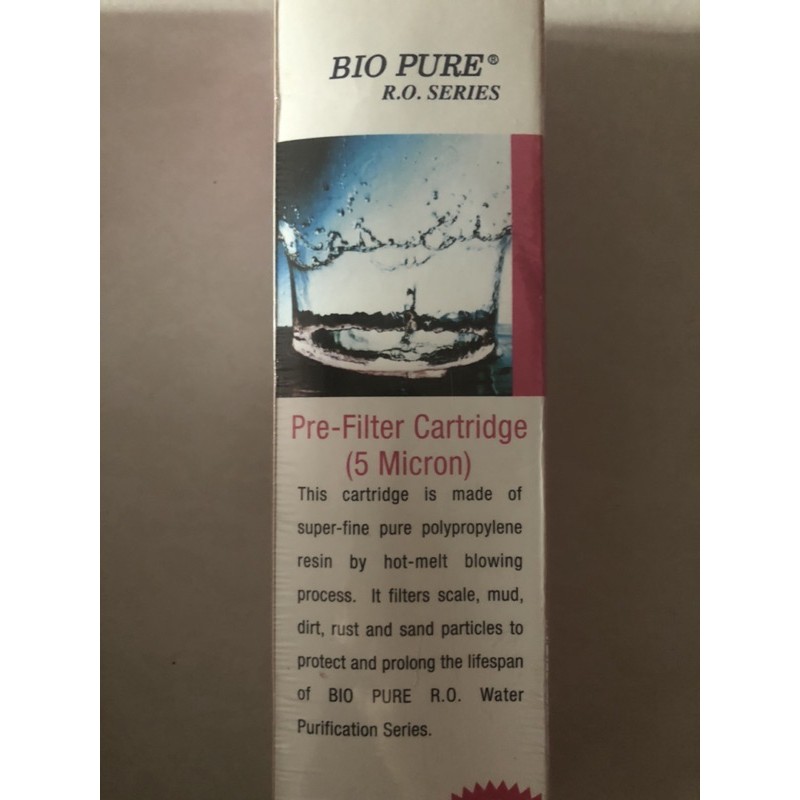 BIO PURE®
R.O. SERIES
Pre-Filter Cartridge
(5 Micron)
This cartridge is made of
super-fine pure polypropylene
resin by hot-melt blowing
process. It filters scale, mud,
dirt, rust and sand particles to
protect and prolong the lifespan
of BIO PURE R.O. Water
Purification Series.